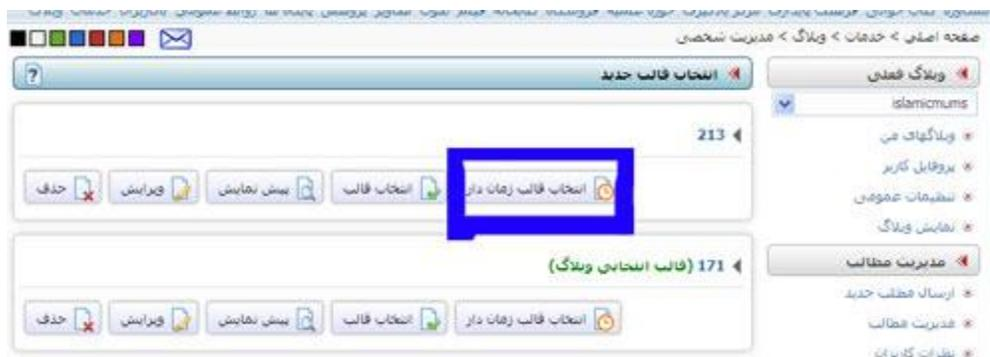 صفحه اصلی > خدمات > وبلاگ > مدیریت شخصی
وبلاگ فعلی
islamicmums
وبلاگهای من
پروفایل کاربر
تنظیمات عمومی
نمایش وبلاگ
مدیریت مطالب
ارسال مطلب جدید
مدیریت مطالب
نظرات کاربران
انتخاب قالب جدید
?
213
انتخاب قالب زمان دار
انتخاب قالب
پیش نمایش
ویرایش
حذف
171 (قالب انتخابی وبلاگ)
انتخاب قالب زمان دار
انتخاب قالب
پیش نمایش
ویرایش
حذف